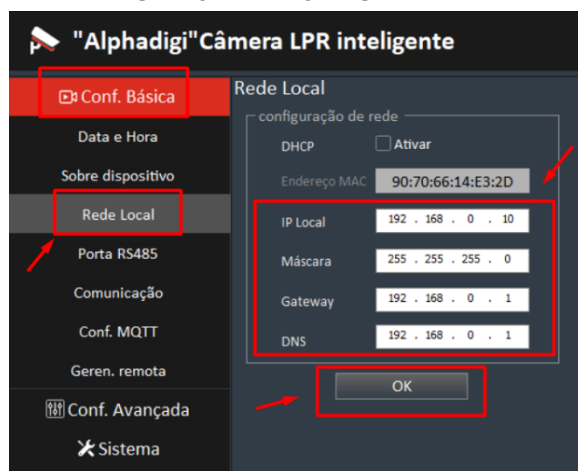 "Alphadigi"Câmera LPR inteligente
Conf. Básica
Data e Hora
Sobre dispositivo
Rede Local
Porta RS485
Comunicação
Conf. MQTT
Geren. remota
Conf. Avançada
Sistema
Rede Local
configuração de rede
DHCP Ativar
Endereço MAC 90:70:66:14:E3:2D
IP Local 192 . 168 . 0 . 10
Máscara 255 . 255 . 255 . 0
Gateway 192 . 168 . 0 . 1
DNS 192 . 168 . 0 . 1
OK